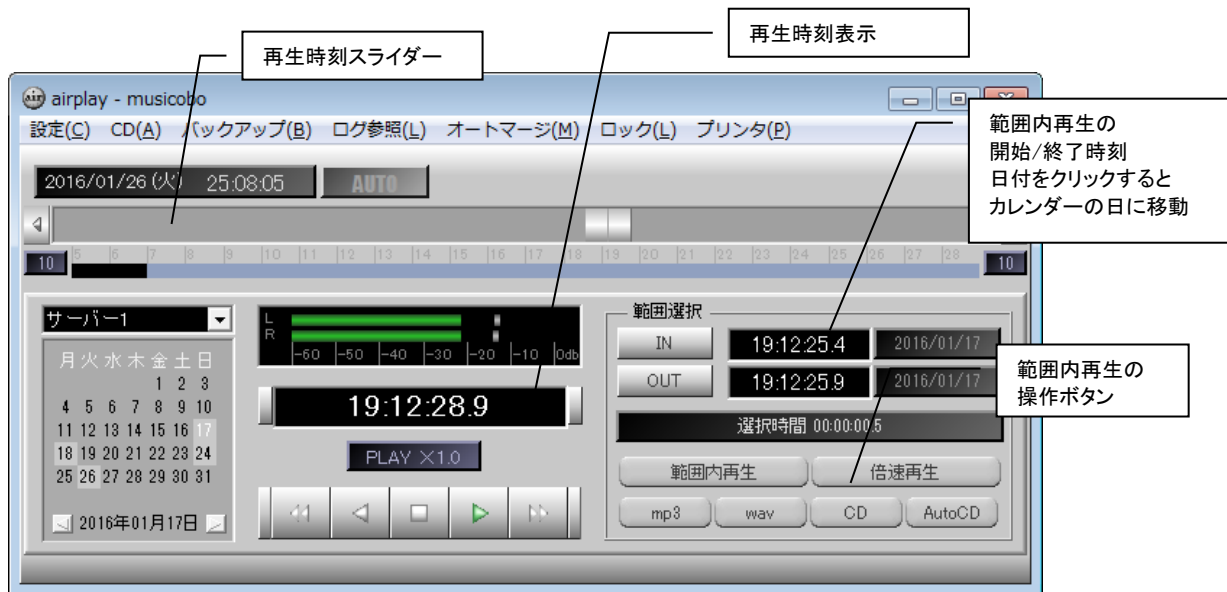 再生時刻スライダー
再生時刻表示
airplay - musicobo
設定(C) CD(A) バックアップ(B) ログ参照(L) オートマージ(M) ロック(L) プリンタ(P)
範囲内再生の
開始/終了時刻
日付をクリックすると
カレンダーの日に移動
2016/01/26 (火) 25:08:05 AUTO
10 5 6 7 8 9 10 11 12 13 14 15 16 17 18 19 20 21 22 23 24 25 26 27 28 10
サーバー1
月 火 水 木 金 土 日
1 2 3
4 5 6 7 8 9 10
11 12 13 14 15 16 17
18 19 20 21 22 23 24
25 26 27 28 29 30 31
2016年01月17日
L
R
-60 -50 -40 -30 -20 -10 0db
19:12:28.9
PLAY ×1.0
範囲選択
IN 19:12:25.4 2016/01/17
OUT 19:12:25.9 2016/01/17
選択時間 00:00:00.5
範囲内再生 倍速再生
mp3 wav CD AutoCD
範囲内再生の
操作ボタン